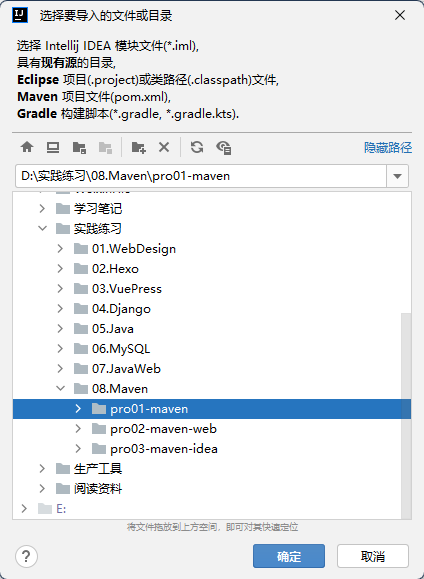 选择要导入的文件或目录
选择 Intellij IDEA 模块文件(*.iml),
具有现有源的目录,
Eclipse 项目(.project)或类路径(.classpath)文件,
Maven 项目文件(pom.xml),
Gradle 构建脚本(*.gradle, *.gradle.kts).
隐藏路径
D:\实践练习\08.Maven\pro01-maven
学习笔记
实践练习
01.WebDesign
02.Hexo
03.VuePress
04.Django
05.Java
06.MySQL
07.JavaWeb
08.Maven
pro01-maven
pro02-maven-web
pro03-maven-idea
生产工具
阅读资料
E:
将文件拖放到上方空间，即可对其快速定位
?
确定
取消